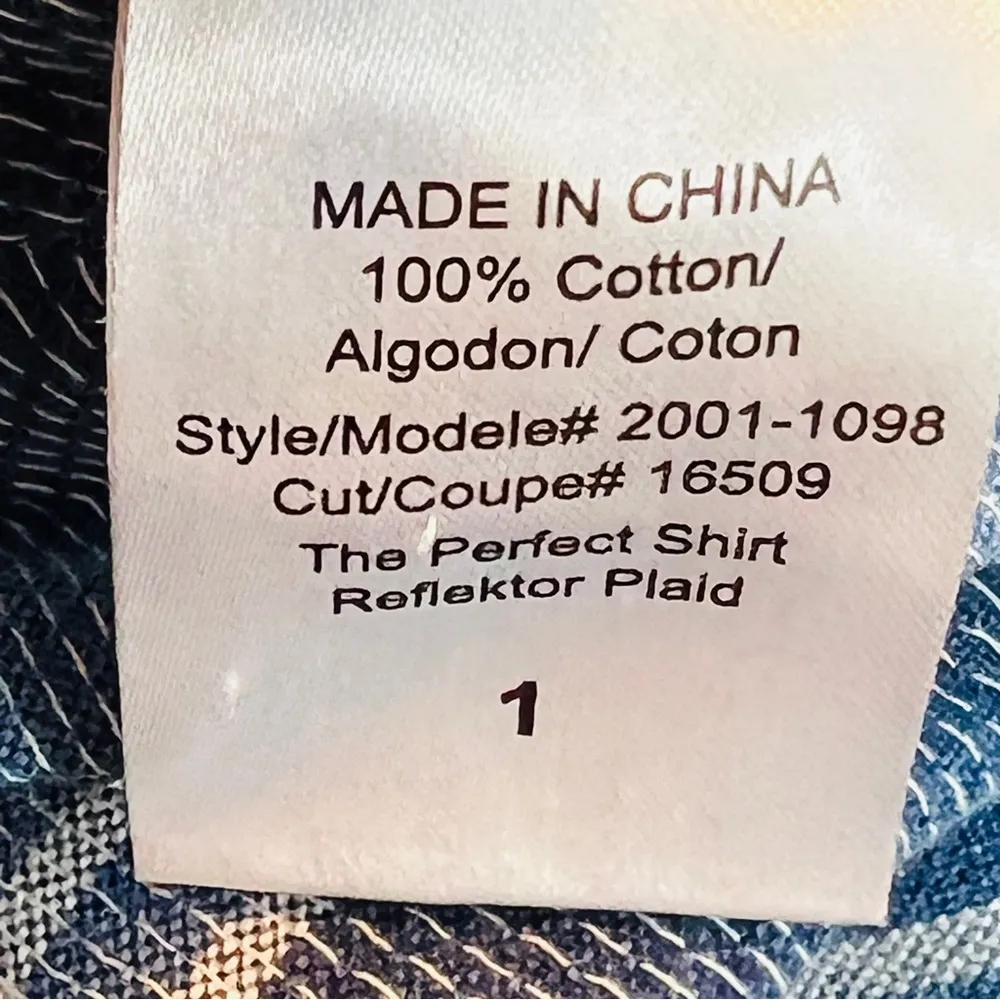 MADE IN CHINA
100% Cotton/
Algodon/ Coton
Style/Modele# 2001-1098
Cut/Coupe# 16509
The Perfect Shirt
Reflektor Plaid
1